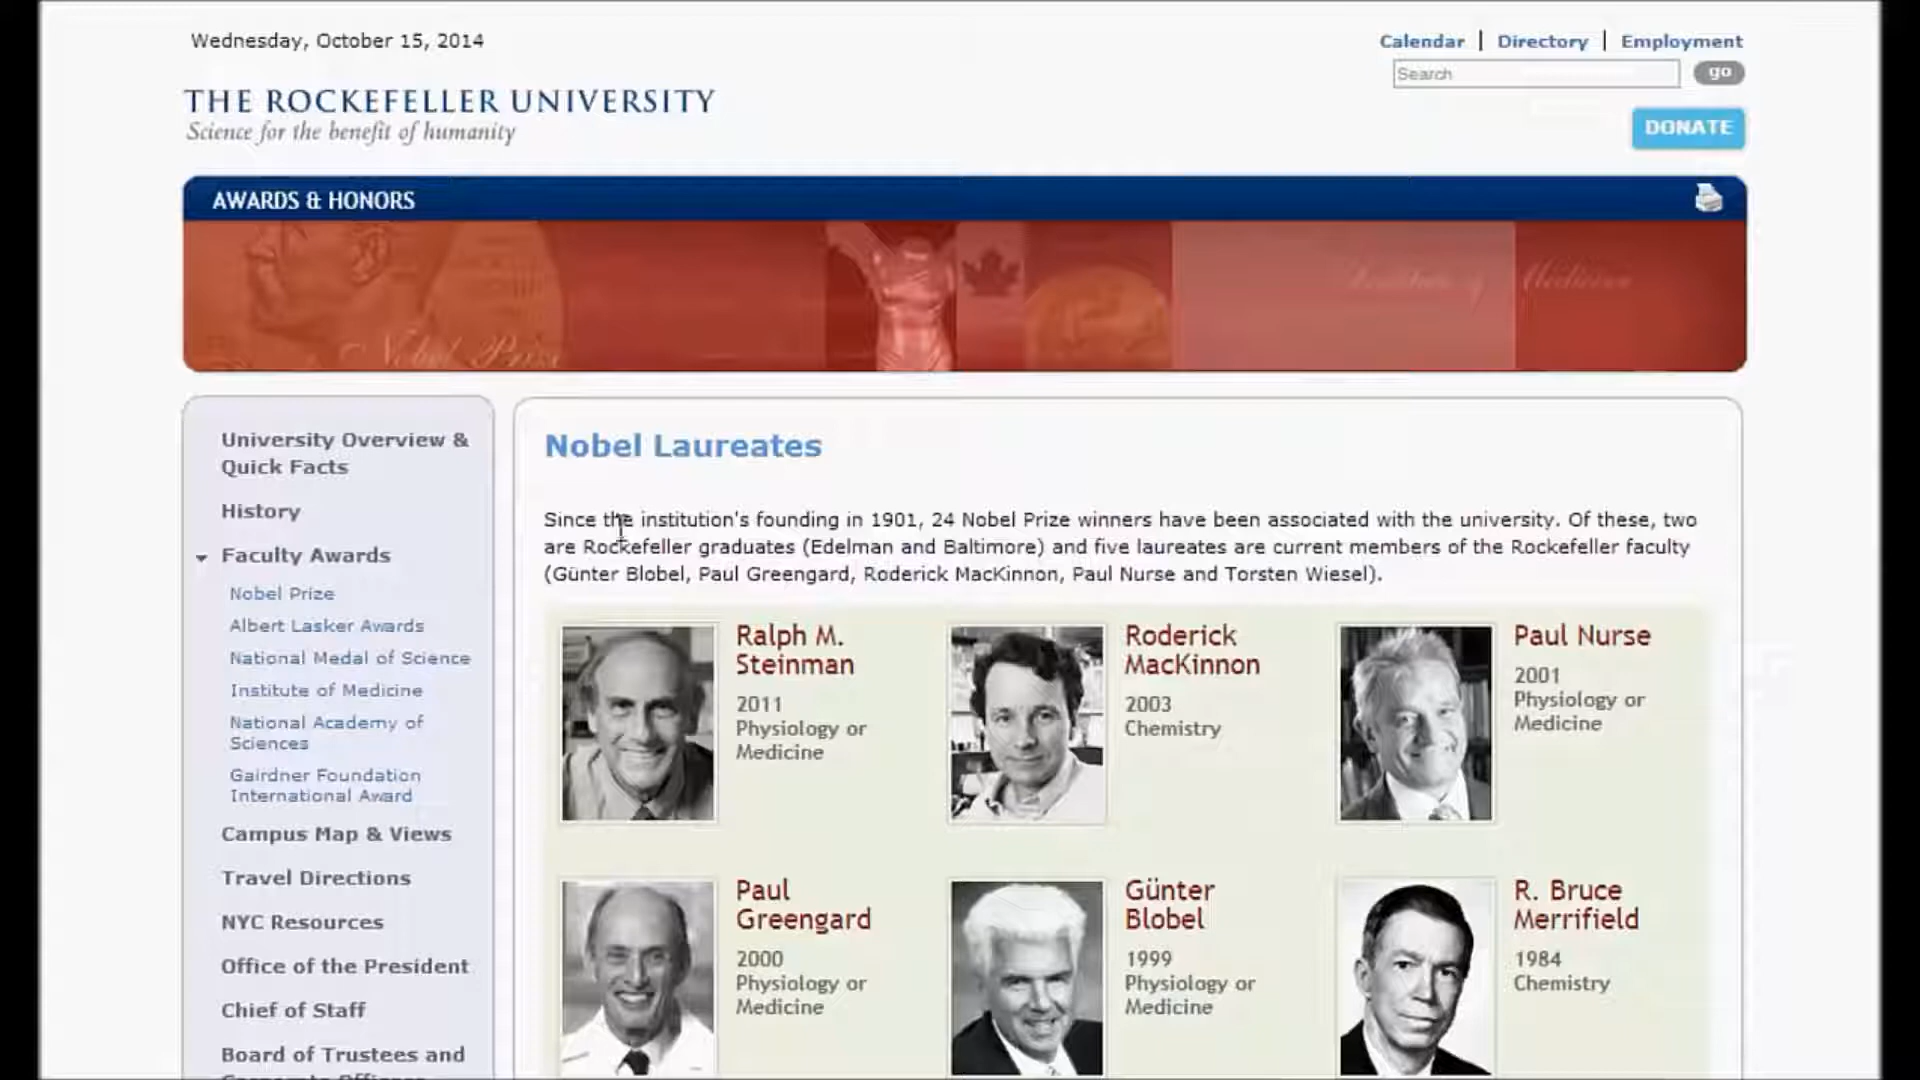 Wednesday, October 15, 2014
Calendar | Directory | Employment
Search
go
THE ROCKEFELLER UNIVERSITY
Science for the benefit of humanity
DONATE
AWARDS & HONORS
Nobel Prize
Institute of Medicine
University Overview &
Quick Facts
History
Faculty Awards
Nobel Prize
Albert Lasker Awards
National Medal of Science
Institute of Medicine
National Academy of
Sciences
Gairdner Foundation
International Award
Campus Map & Views
Travel Directions
NYC Resources
Office of the President
Chief of Staff
Board of Trustees and
Nobel Laureates
Since the institution's founding in 1901, 24 Nobel Prize winners have been associated with the university. Of these, two
are Rockefeller graduates (Edelman and Baltimore) and five laureates are current members of the Rockefeller faculty
(Günter Blobel, Paul Greengard, Roderick MacKinnon, Paul Nurse and Torsten Wiesel).
Ralph M.
Steinman
2011
Physiology or
Medicine
Roderick
MacKinnon
2003
Chemistry
Paul Nurse
2001
Physiology or
Medicine
Paul
Greengard
2000
Physiology or
Medicine
Günter
Blobel
1999
Physiology or
Medicine
R. Bruce
Merrifield
1984
Chemistry